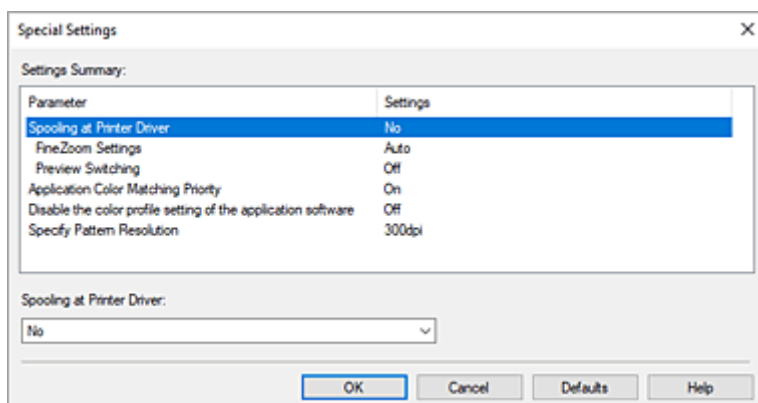 Special Settings
Settings Summary:
Parameter Settings
Spooling at Printer Driver No
FineZoom Settings Auto
Preview Switching Off
Application Color Matching Priority On
Disable the color profile setting of the application software Off
Specify Pattern Resolution 300dpi
Spooling at Printer Driver:
No
OK Cancel Defaults Help